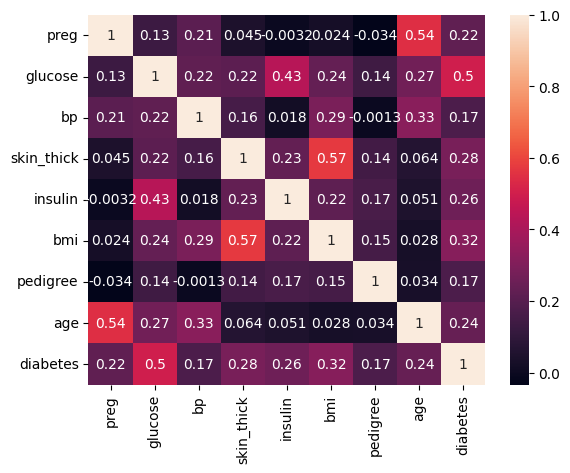 preg 1 0.13 0.21 0.045 -0.0032 0.024 -0.034 0.54 0.22
glucose 0.13 1 0.22 0.22 0.43 0.24 0.14 0.27 0.5
bp 0.21 0.22 1 0.16 0.018 0.29 -0.0013 0.33 0.17
skin_thick 0.045 0.22 0.16 1 0.23 0.57 0.14 0.064 0.28
insulin -0.0032 0.43 0.018 0.23 1 0.22 0.17 0.051 0.26
bmi 0.024 0.24 0.29 0.57 0.22 1 0.15 0.028 0.32
pedigree -0.034 0.14 -0.0013 0.14 0.17 0.15 1 0.034 0.17
age 0.54 0.27 0.33 0.064 0.051 0.028 0.034 1 0.24
diabetes 0.22 0.5 0.17 0.28 0.26 0.32 0.17 0.24 1
preg glucose bp skin_thick insulin bmi pedigree age diabetes
1.0
0.8
0.6
0.4
0.2
0.0